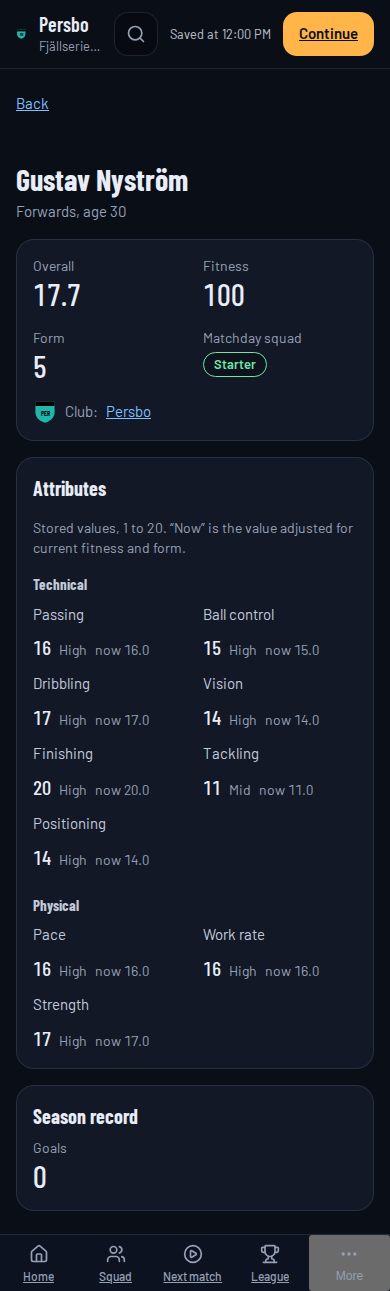 Persbo
Fjällserie...
Saved at 12:00 PM
Continue
Back
Gustav Nyström
Forwards, age 30
Overall Fitness
17.7 100
Form Matchday squad
5 Starter
PER Club: Persbo
Attributes
Stored values, 1 to 20. “Now” is the value adjusted for
current fitness and form.
Technical
Passing Ball control
16 High now 16.0 15 High now 15.0
Dribbling Vision
17 High now 17.0 14 High now 14.0
Finishing Tackling
20 High now 20.0 11 Mid now 11.0
Positioning
14 High now 14.0
Physical
Pace Work rate
16 High now 16.0 16 High now 16.0
Strength
17 High now 17.0
Season record
Goals
0
Home Squad Next match League More